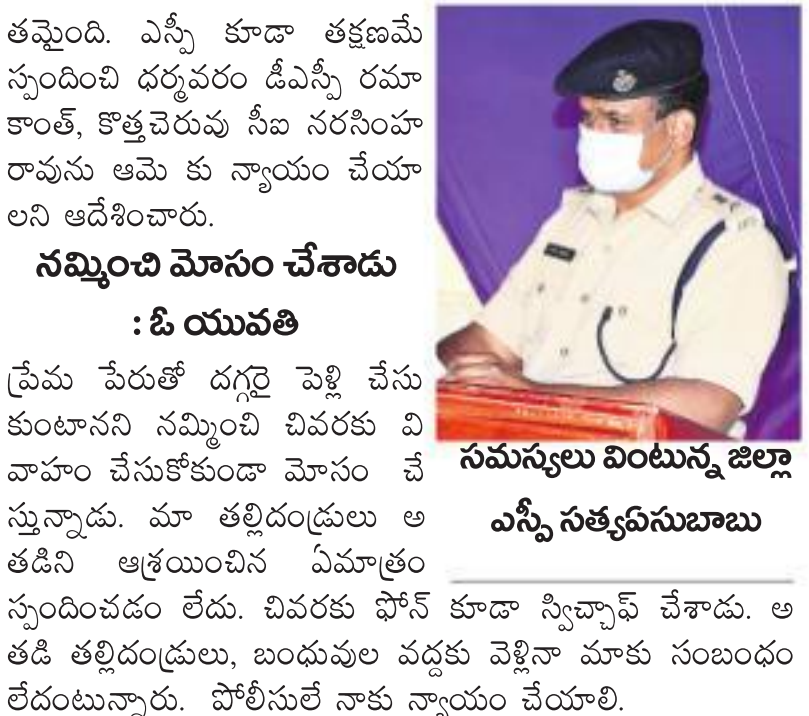 తమైంది. ఎస్పీ కూడా తక్షణమే
స్పందించి ధర్మవరం డీఎస్పీ రమా
కాంత్, కొత్తచెరువు సీఐ నరసింహ
రావును ఆమె కు న్యాయం చేయా
లని ఆదేశించారు.
నమ్మించి మోసం చేశాడు
: ఓ యువతి
ప్రేమ పేరుతో దగ్గరై పెళ్లి చేసు
కుంటానని నమ్మించి చివరకు వి
వాహం చేసుకోకుండా మోసం చే
స్తున్నాడు. మా తల్లిదండ్రులు అ
తడిని ఆశ్రయించిన ఏమాత్రం
స్పందించడం లేదు. చివరకు ఫోన్ కూడా స్విచ్చాఫ్ చేశాడు. అ
తడి తల్లిదండ్రులు, బంధువుల వద్దకు వెళ్లినా మాకు సంబంధం
లేదంటున్నారు. పోలీసులే నాకు న్యాయం చేయాలి.
సమస్యలు వింటున్న జిల్లా
ఎస్పీ సత్యఏసుబాబు